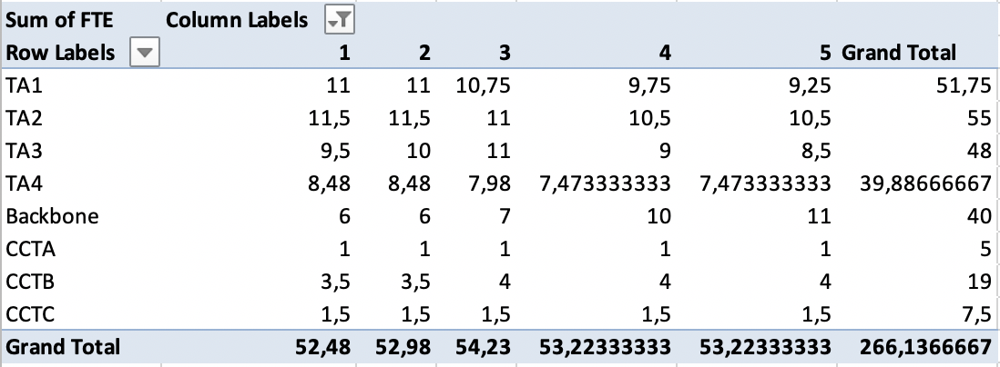 Sum of FTE Column Labels
Row Labels 1 2 3 4 5 Grand Total
TA1 11 11 10,75 9,75 9,25 51,75
TA2 11,5 11,5 11 10,5 10,5 55
TA3 9,5 10 11 9 8,5 48
TA4 8,48 8,48 7,98 7,473333333 7,473333333 39,88666667
Backbone 6 6 7 10 11 40
CCTA 1 1 1 1 1 5
CCTB 3,5 3,5 4 4 4 19
CCTC 1,5 1,5 1,5 1,5 1,5 7,5
Grand Total 52,48 52,98 54,23 53,22333333 53,22333333 266,1366667